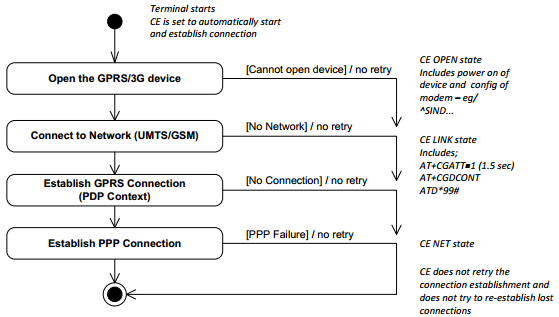 Terminal starts
CE is set to automatically start
and establish connection
Open the GPRS/3G device
[Cannot open device] / no retry
CE OPEN state
Includes power on of
device and config of
modem – eg/
^SIND...
Connect to Network (UMTS/GSM)
[No Network] / no retry
CE LINK state
Includes;
AT+CGATT=1 (1.5 sec)
AT+CGDCONT
ATD*99#
Establish GPRS Connection
(PDP Context)
[No Connection] / no retry
Establish PPP Connection
[PPP Failure] / no retry
CE NET state
CE does not retry the
connection establishment and
does not try to re-establish lost
connections